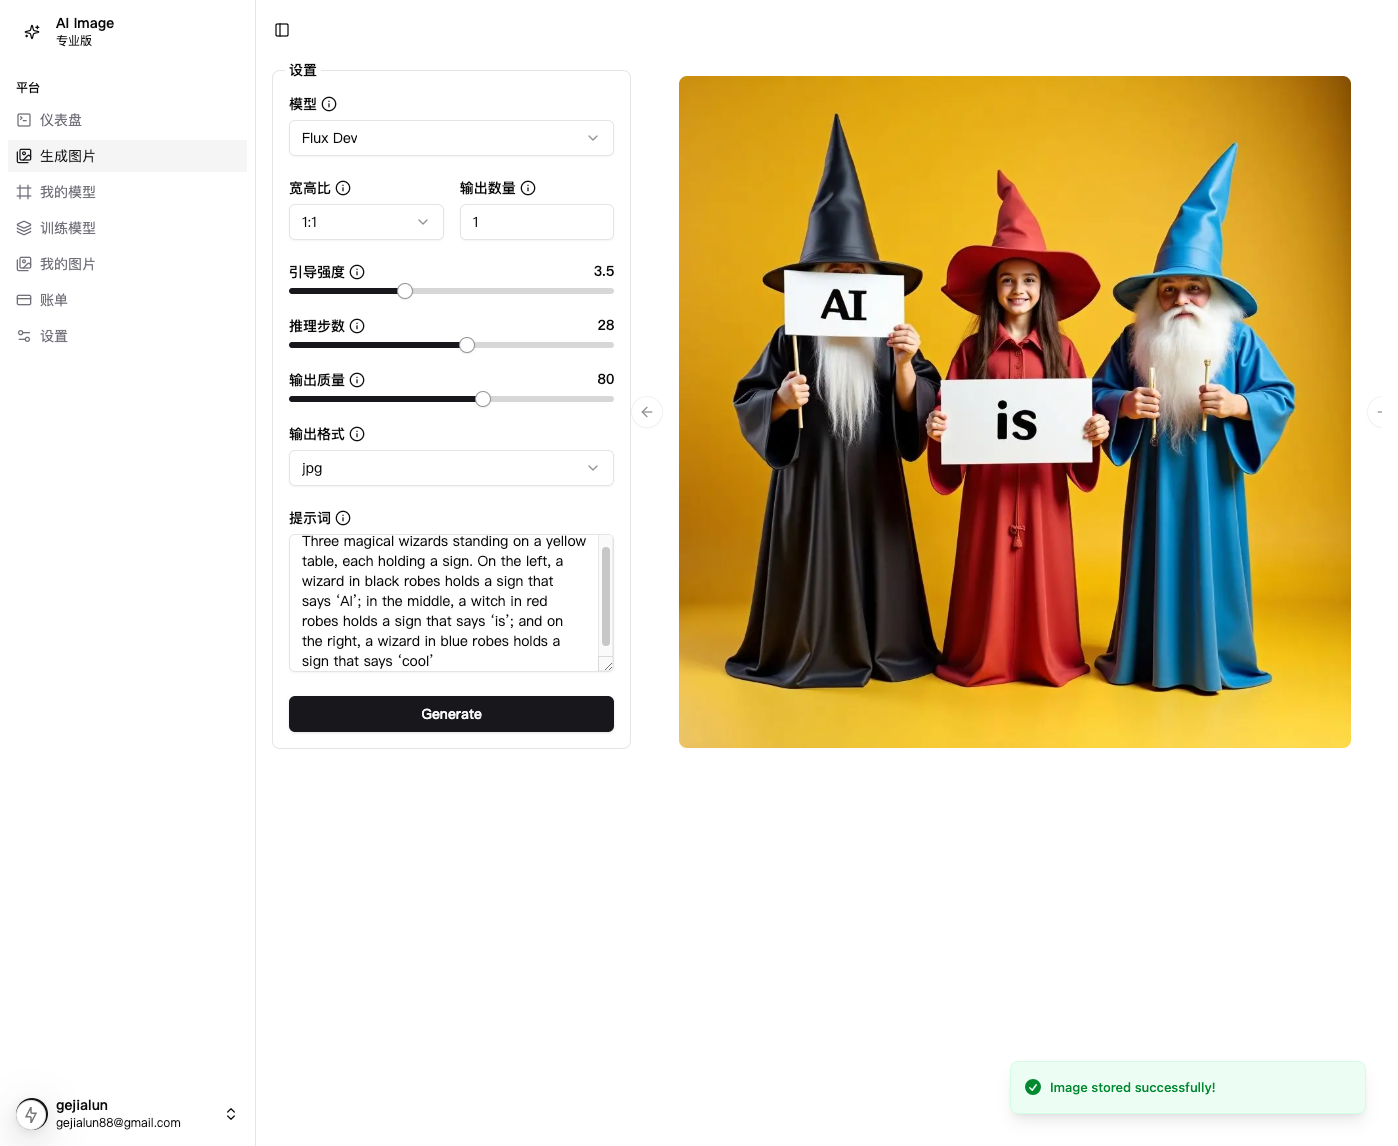 AI Image
专业版
平台
仪表盘
生成图片
我的模型
训练模型
我的图片
账单
设置
gejialun
gejialun88@gmail.com
设置
模型
Flux Dev
宽高比
输出数量
1:1
1
引导强度
3.5
推理步数
28
输出质量
80
输出格式
jpg
提示词
Three magical wizards standing on a yellow
table, each holding a sign. On the left, a
wizard in black robes holds a sign that
says ‘AI’; in the middle, a witch in red
robes holds a sign that says ‘is’; and on
the right, a wizard in blue robes holds a
sign that says ‘cool’
Generate
AI
is
Image stored successfully!